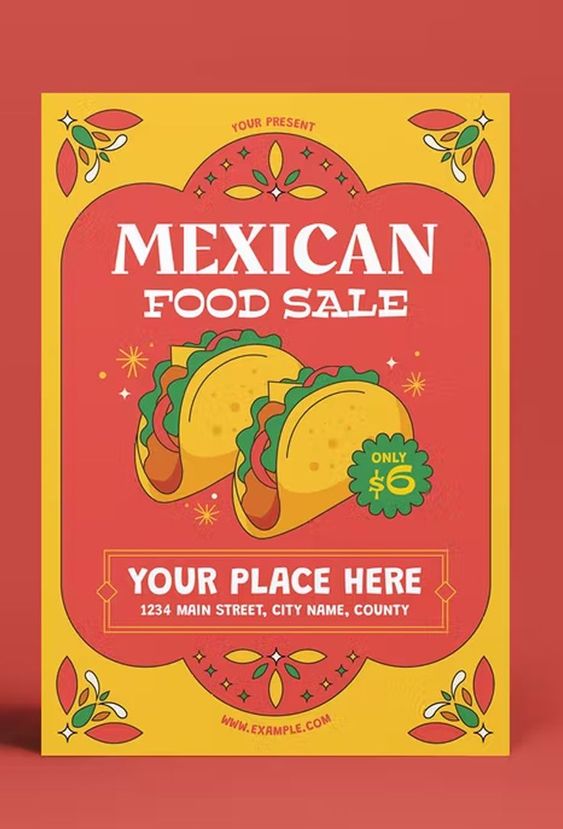 YOUR PRESENT
MEXICAN
FOOD SALE
ONLY
$6
YOUR PLACE HERE
1234 MAIN STREET, CITY NAME, COUNTY
WWW.EXAMPLE.COM